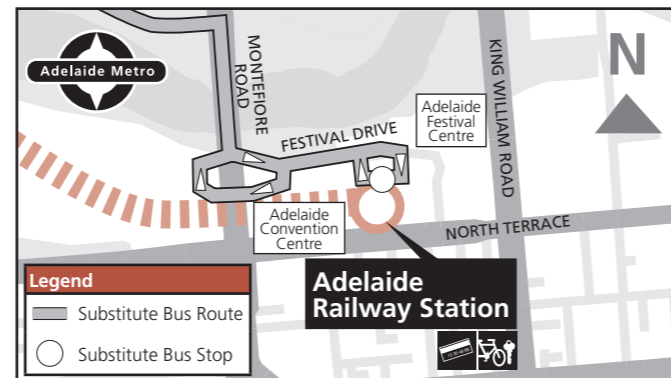 Adelaide Metro
MONTEFIORE
ROAD
KING WILLIAM ROAD
N
Adelaide
Festival
Centre
FESTIVAL DRIVE
Adelaide
Convention
Centre
NORTH TERRACE
Adelaide
Railway Station
Legend
Substitute Bus Route
Substitute Bus Stop